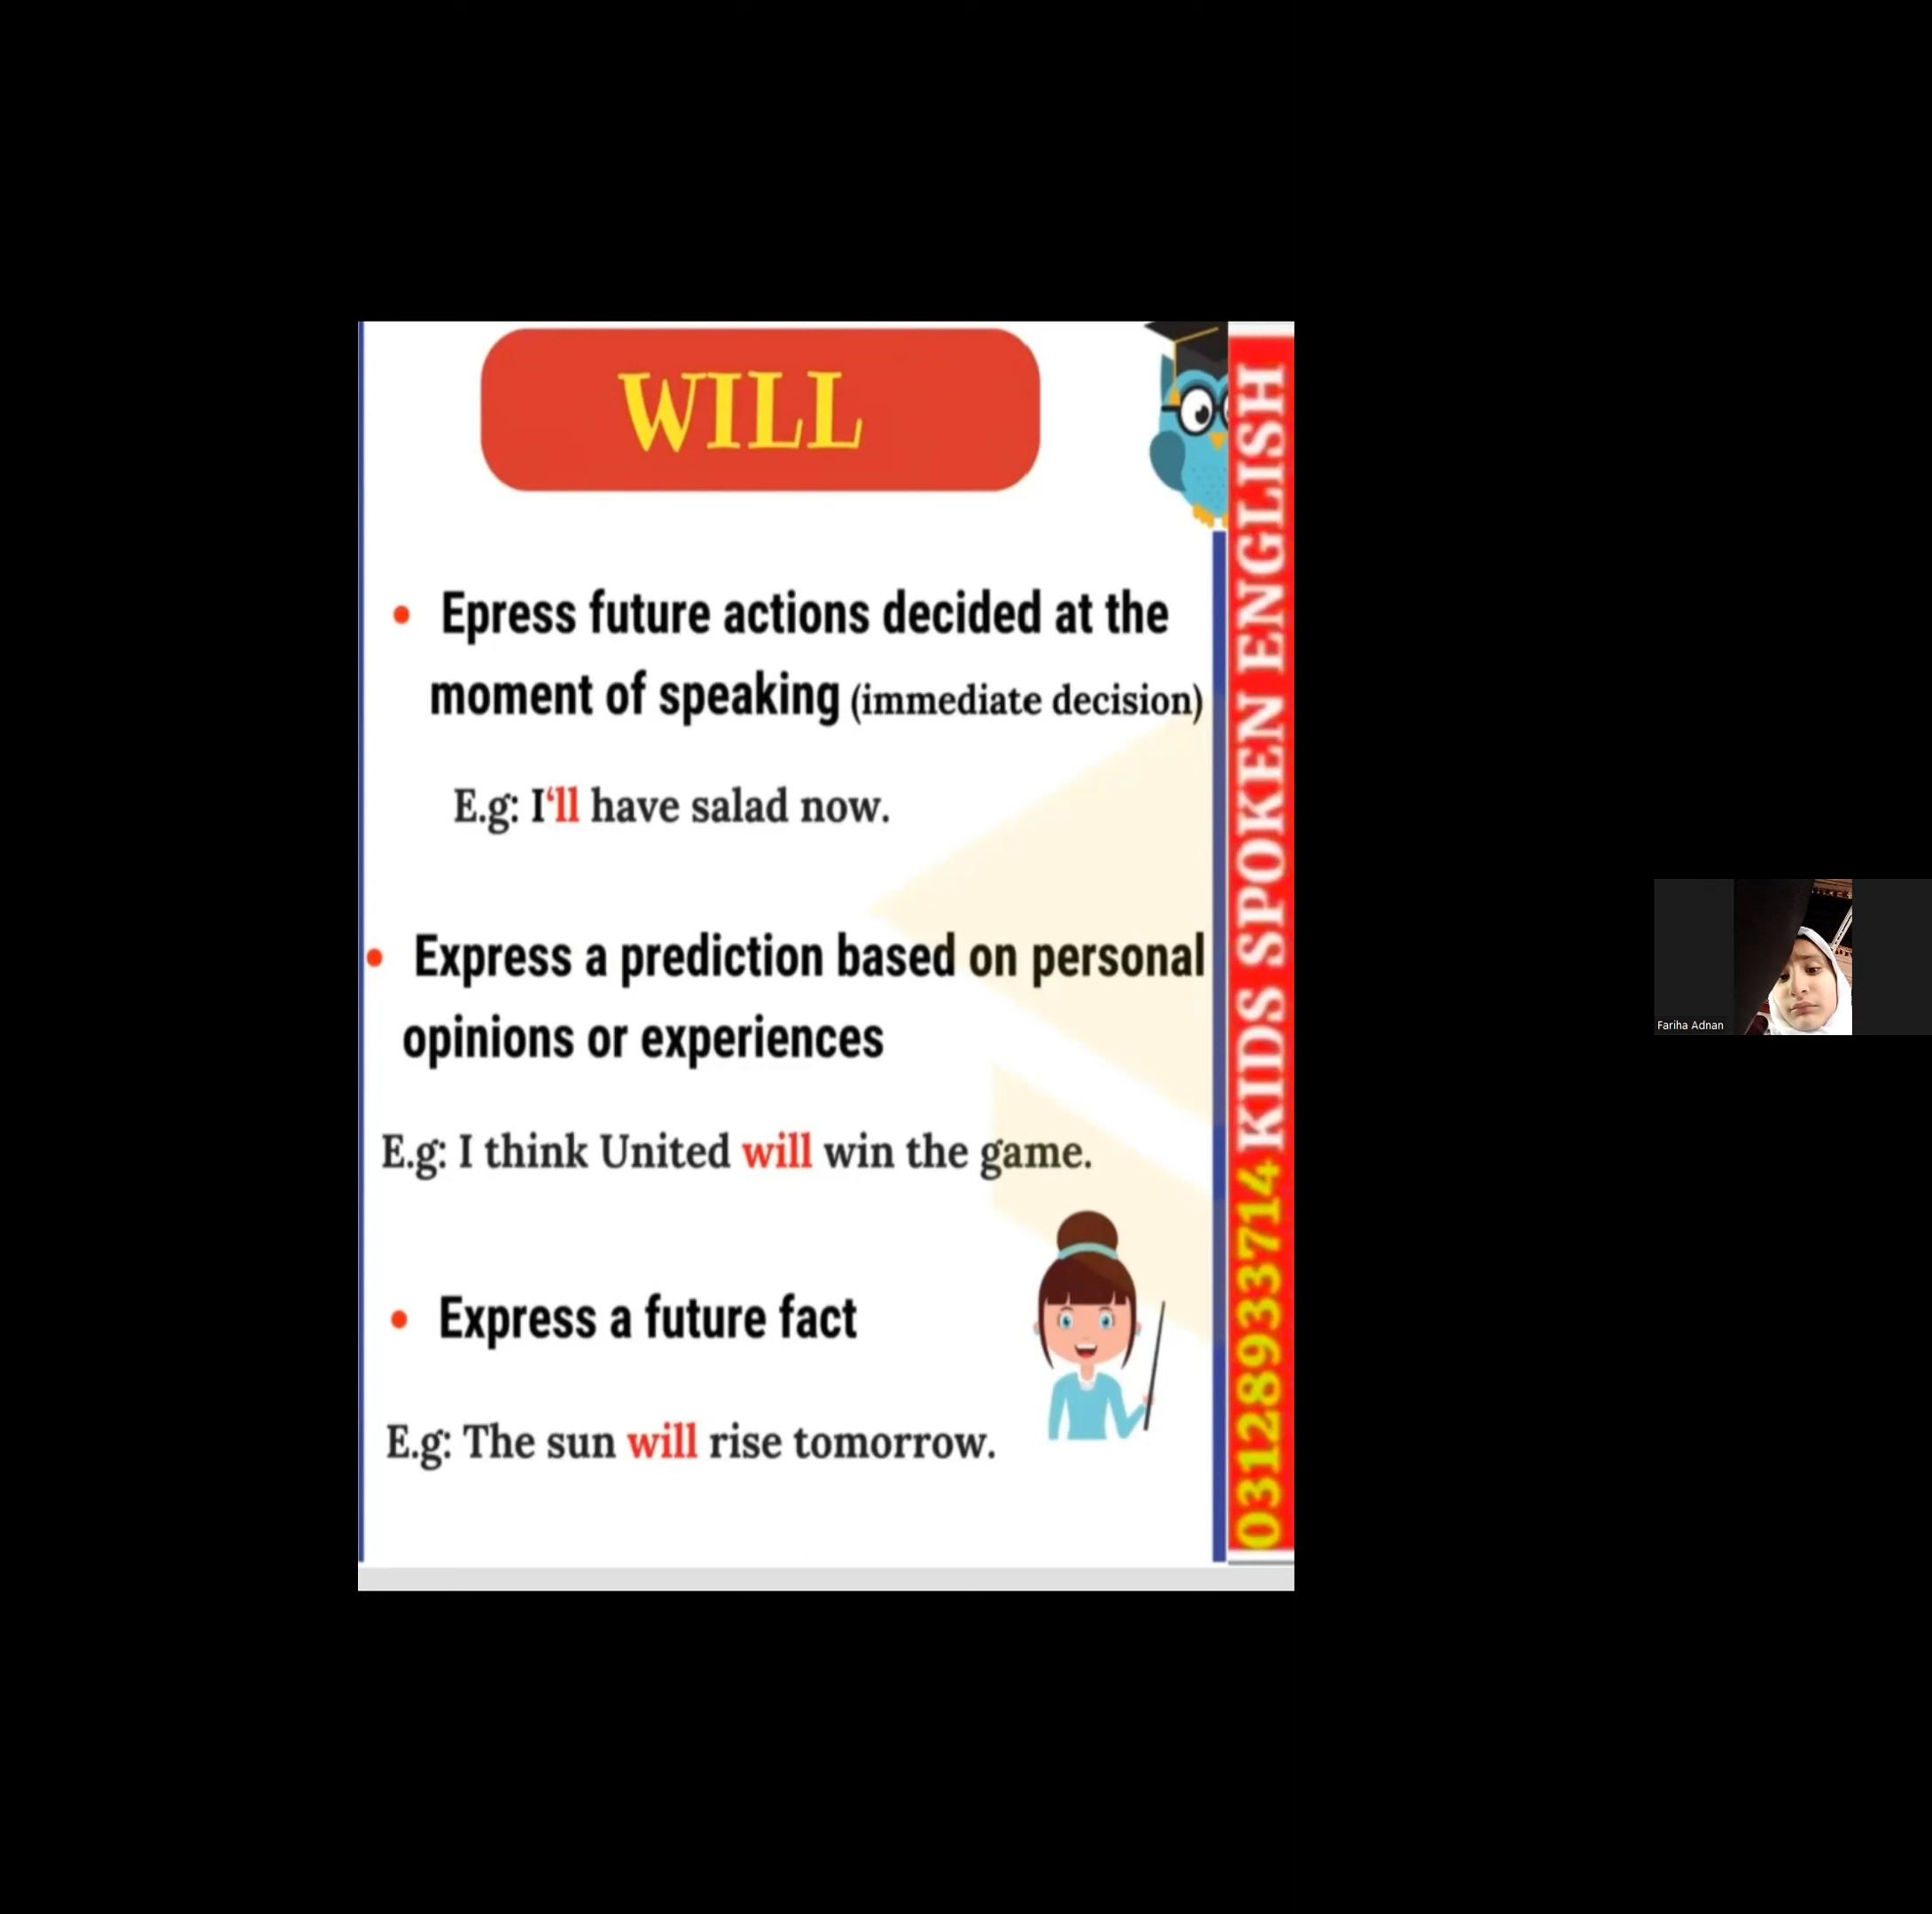 WILL
• Epress future actions decided at the
moment of speaking (immediate decision)
E.g: I‘ll have salad now.
• Express a prediction based on personal
opinions or experiences
E.g: I think United will win the game.
• Express a future fact
E.g: The sun will rise tomorrow.
03128933714 KIDS SPOKEN ENGLISH
Fariha Adnan